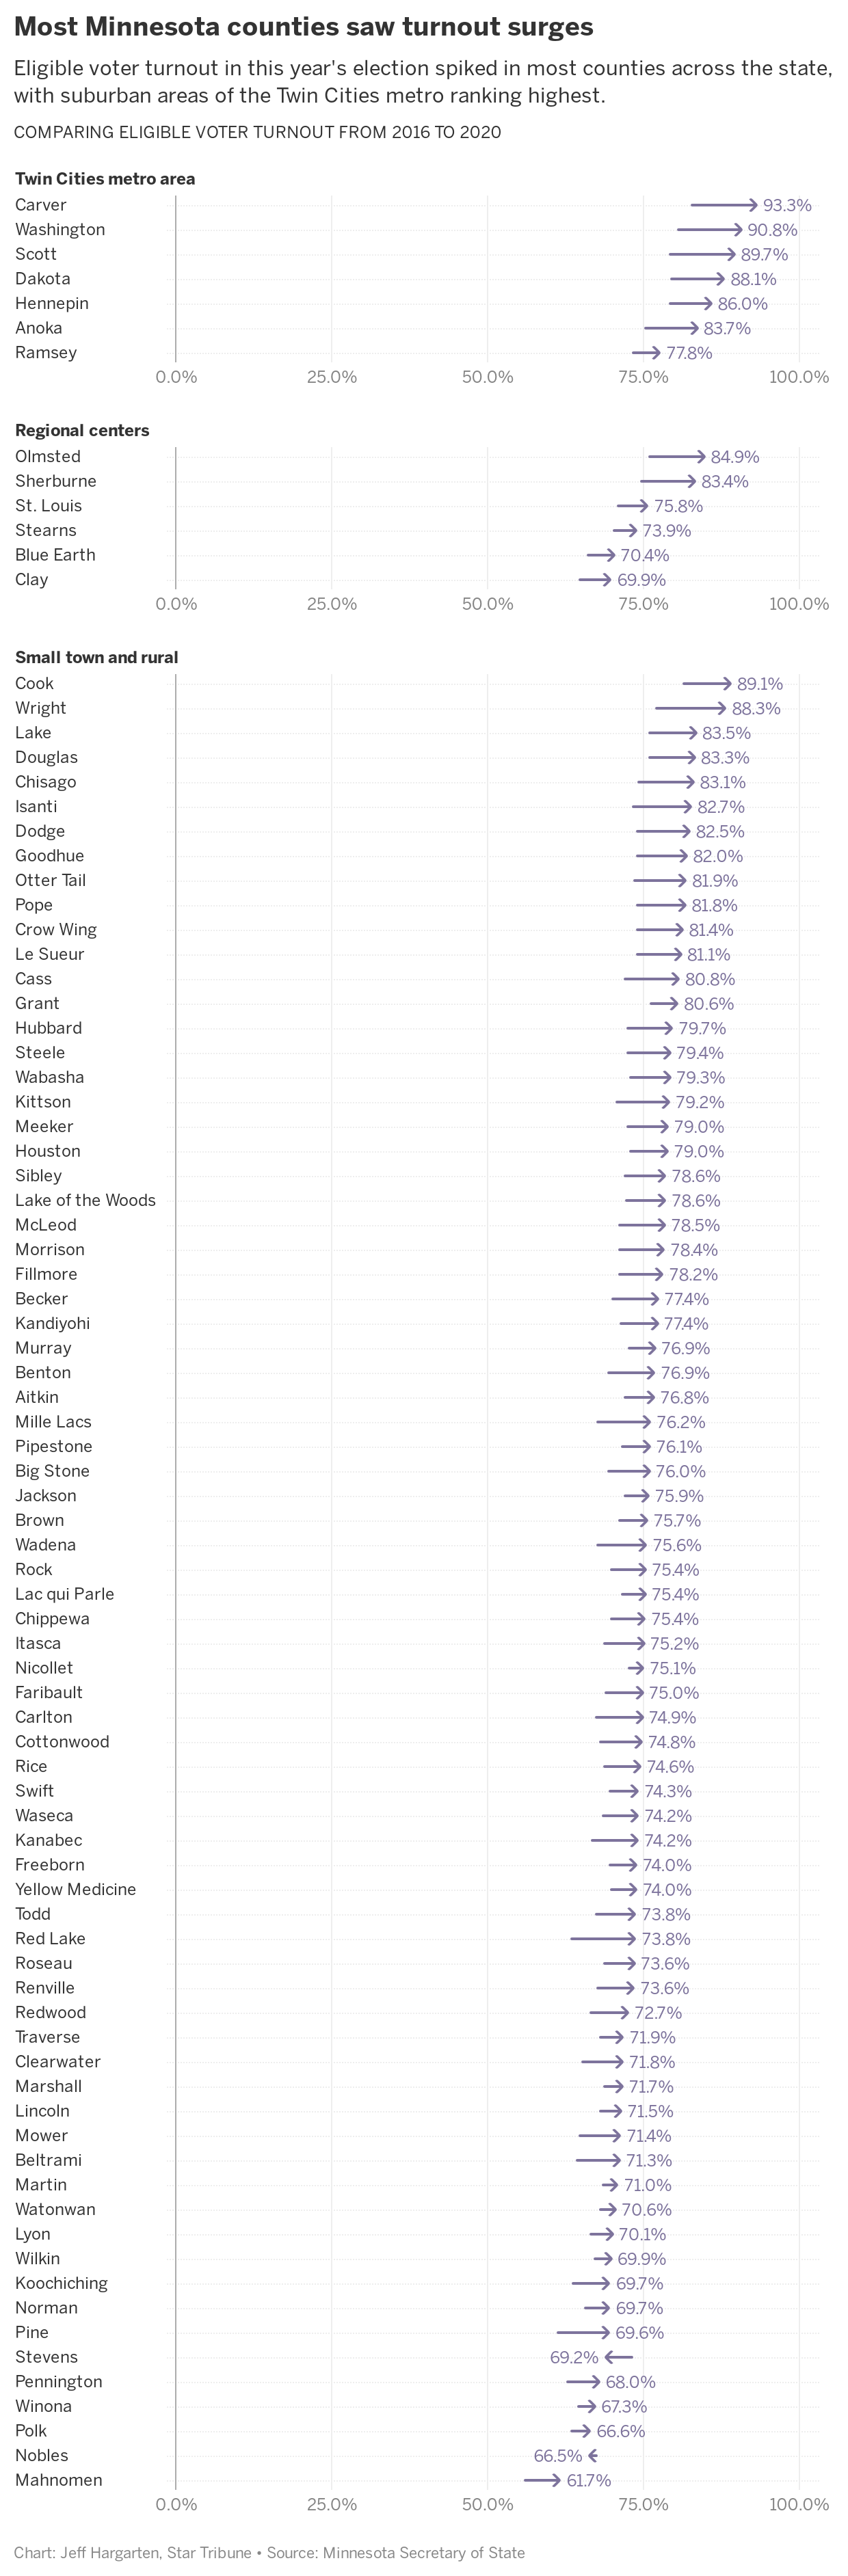 Most Minnesota counties saw turnout surges
Eligible voter turnout in this year's election spiked in most counties across the state,
with suburban areas of the Twin Cities metro ranking highest.
COMPARING ELIGIBLE VOTER TURNOUT FROM 2016 TO 2020
Twin Cities metro area
Carver 93.3%
Washington 90.8%
Scott 89.7%
Dakota 88.1%
Hennepin 86.0%
Anoka 83.7%
Ramsey 77.8%
0.0% 25.0% 50.0% 75.0% 100.0%
Regional centers
Olmsted 84.9%
Sherburne 83.4%
St. Louis 75.8%
Stearns 73.9%
Blue Earth 70.4%
Clay 69.9%
0.0% 25.0% 50.0% 75.0% 100.0%
Small town and rural
Cook 89.1%
Wright 88.3%
Lake 83.5%
Douglas 83.3%
Chisago 83.1%
Isanti 82.7%
Dodge 82.5%
Goodhue 82.0%
Otter Tail 81.9%
Pope 81.8%
Crow Wing 81.4%
Le Sueur 81.1%
Cass 80.8%
Grant 80.6%
Hubbard 79.7%
Steele 79.4%
Wabasha 79.3%
Kittson 79.2%
Meeker 79.0%
Houston 79.0%
Sibley 78.6%
Lake of the Woods 78.6%
McLeod 78.5%
Morrison 78.4%
Fillmore 78.2%
Becker 77.4%
Kandiyohi 77.4%
Murray 76.9%
Benton 76.9%
Aitkin 76.8%
Mille Lacs 76.2%
Pipestone 76.1%
Big Stone 76.0%
Jackson 75.9%
Brown 75.7%
Wadena 75.6%
Rock 75.4%
Lac qui Parle 75.4%
Chippewa 75.4%
Itasca 75.2%
Nicollet 75.1%
Faribault 75.0%
Carlton 74.9%
Cottonwood 74.8%
Rice 74.6%
Swift 74.3%
Waseca 74.2%
Kanabec 74.2%
Freeborn 74.0%
Yellow Medicine 74.0%
Todd 73.8%
Red Lake 73.8%
Roseau 73.6%
Renville 73.6%
Redwood 72.7%
Traverse 71.9%
Clearwater 71.8%
Marshall 71.7%
Lincoln 71.5%
Mower 71.4%
Beltrami 71.3%
Martin 71.0%
Watonwan 70.6%
Lyon 70.1%
Wilkin 69.9%
Koochiching 69.7%
Norman 69.7%
Pine 69.6%
Stevens 69.2%
Pennington 68.0%
Winona 67.3%
Polk 66.6%
Nobles 66.5%
Mahnomen 61.7%
0.0% 25.0% 50.0% 75.0% 100.0%
Chart: Jeff Hargarten, Star Tribune • Source: Minnesota Secretary of State